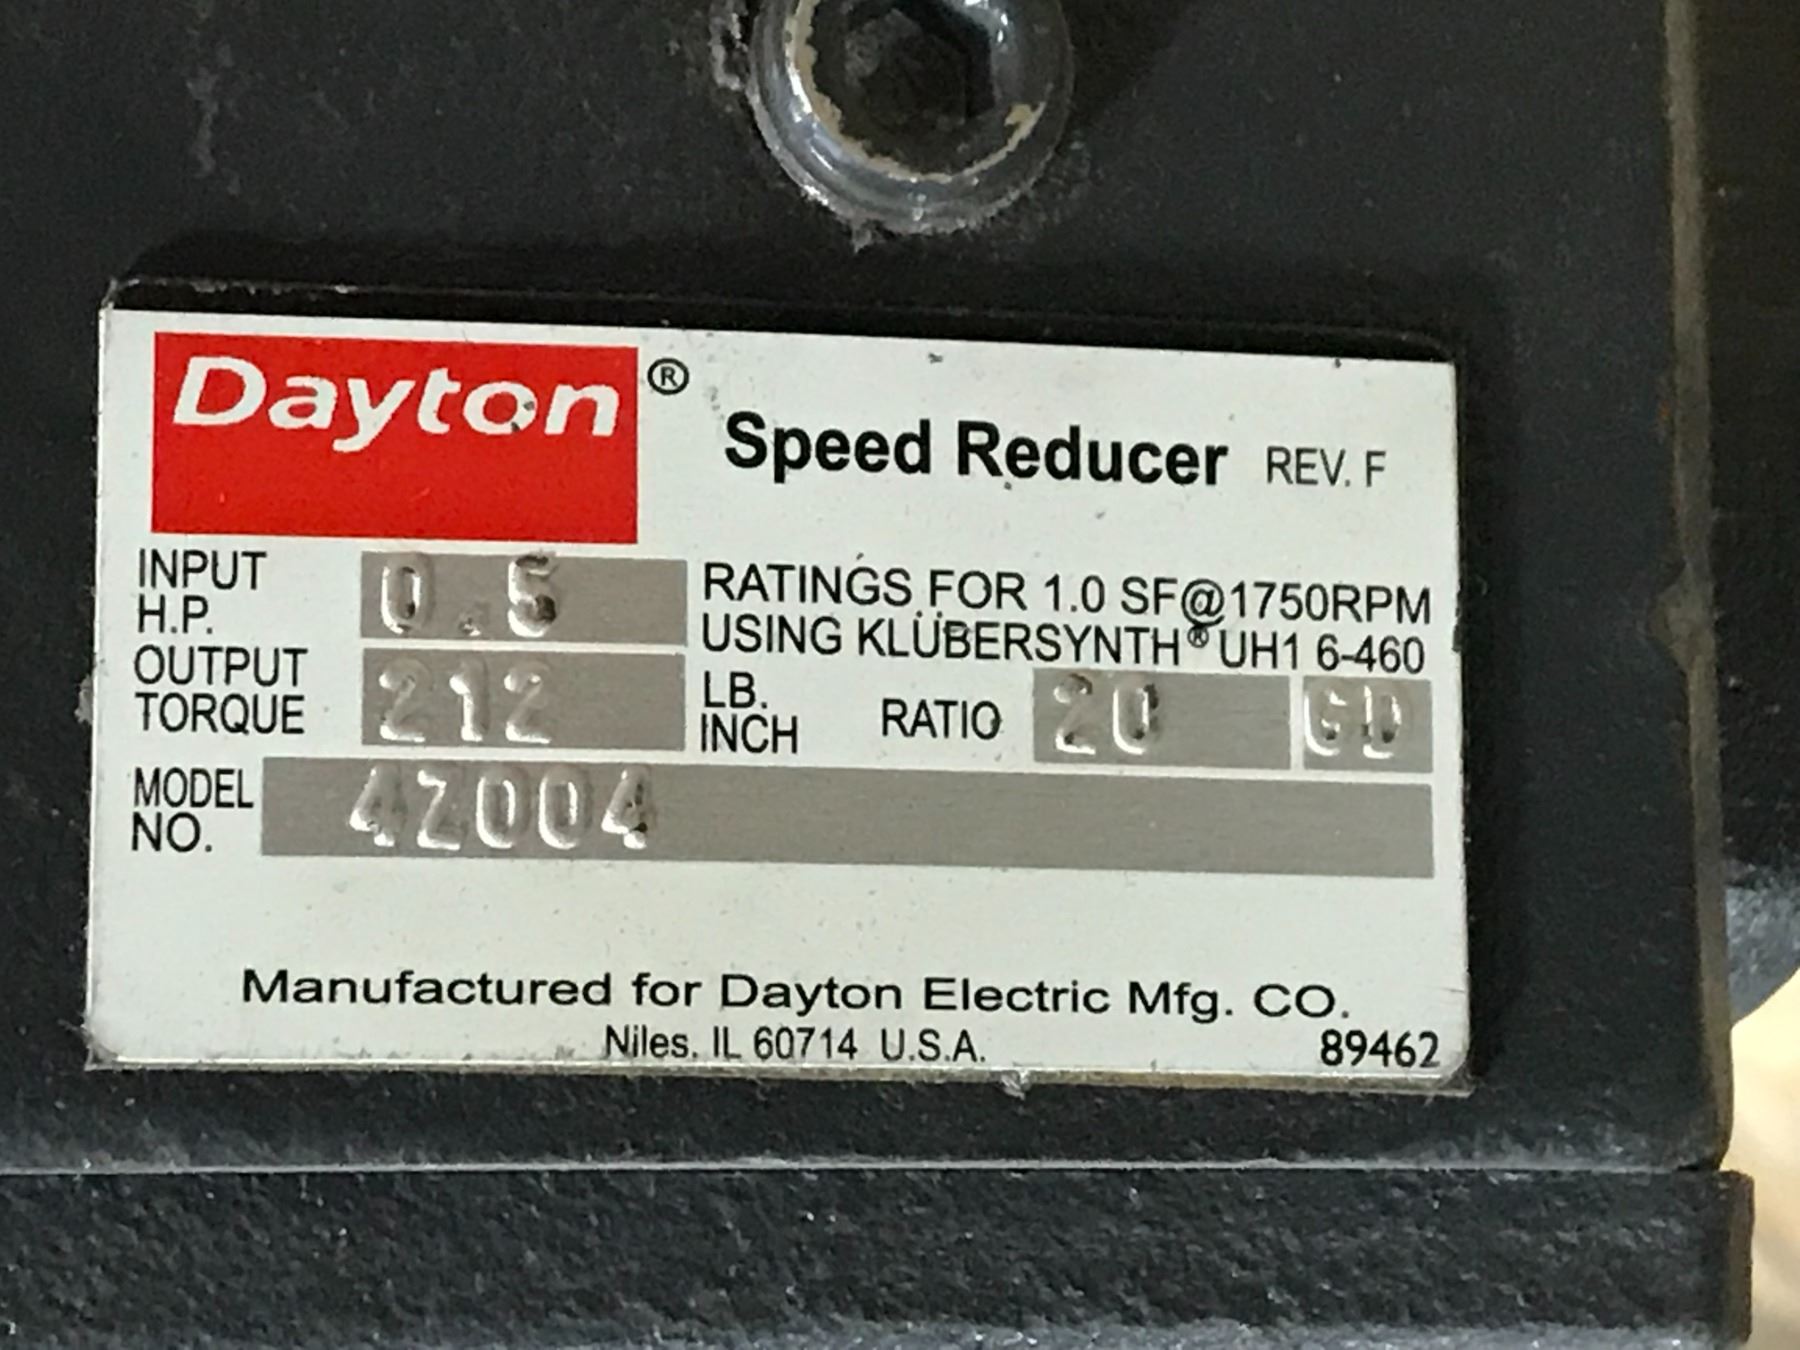 Dayton®
Speed Reducer REV. F
INPUT H.P. 0.5
RATINGS FOR 1.0 SF@1750RPM
USING KLÜBERSYNTH® UH1 6-460
OUTPUT TORQUE 212 LB. INCH RATIO 20 GD
MODEL NO. 4Z004
Manufactured for Dayton Electric Mfg. CO.
Niles, IL 60714 U.S.A. 89462